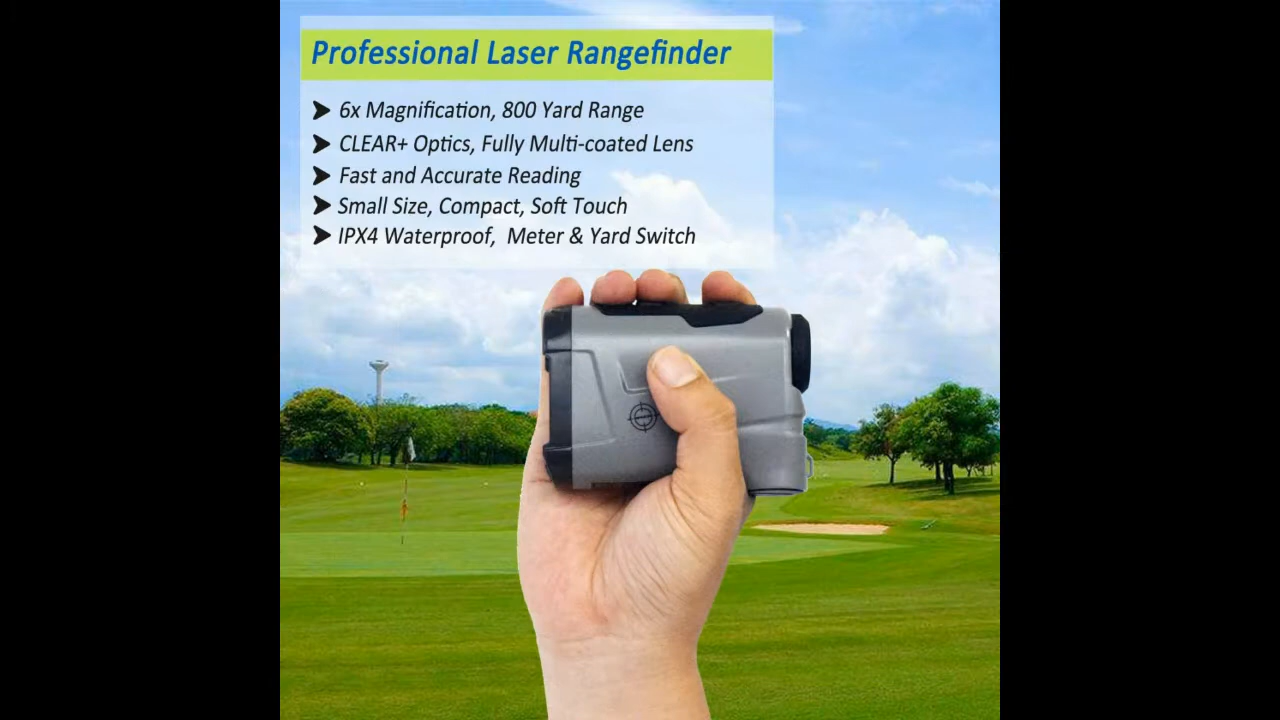 Professional Laser Rangefinder
6x Magnification, 800 Yard Range
CLEAR+ Optics, Fully Multi-coated Lens
Fast and Accurate Reading
Small Size, Compact, Soft Touch
IPX4 Waterproof, Meter & Yard Switch